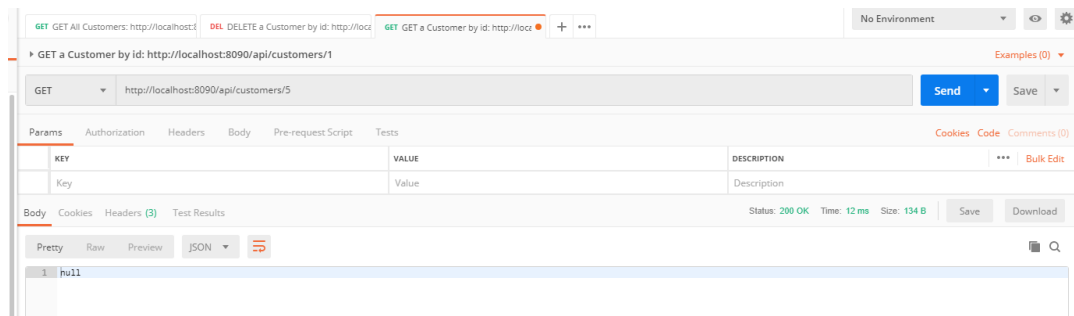 GET GET All Customers: http://localhost:8 DEL DELETE a Customer by id: http://loca GET GET a Customer by id: http://loca + ••• No Environment
GET a Customer by id: http://localhost:8090/api/customers/1 Examples (0)
GET http://localhost:8090/api/customers/5 Send Save
Params Authorization Headers Body Pre-request Script Tests Cookies Code Comments (0)
KEY VALUE DESCRIPTION ••• Bulk Edit
Key Value Description
Body Cookies Headers (3) Test Results Status: 200 OK Time: 12 ms Size: 134 B Save Download
Pretty Raw Preview JSON
1 null